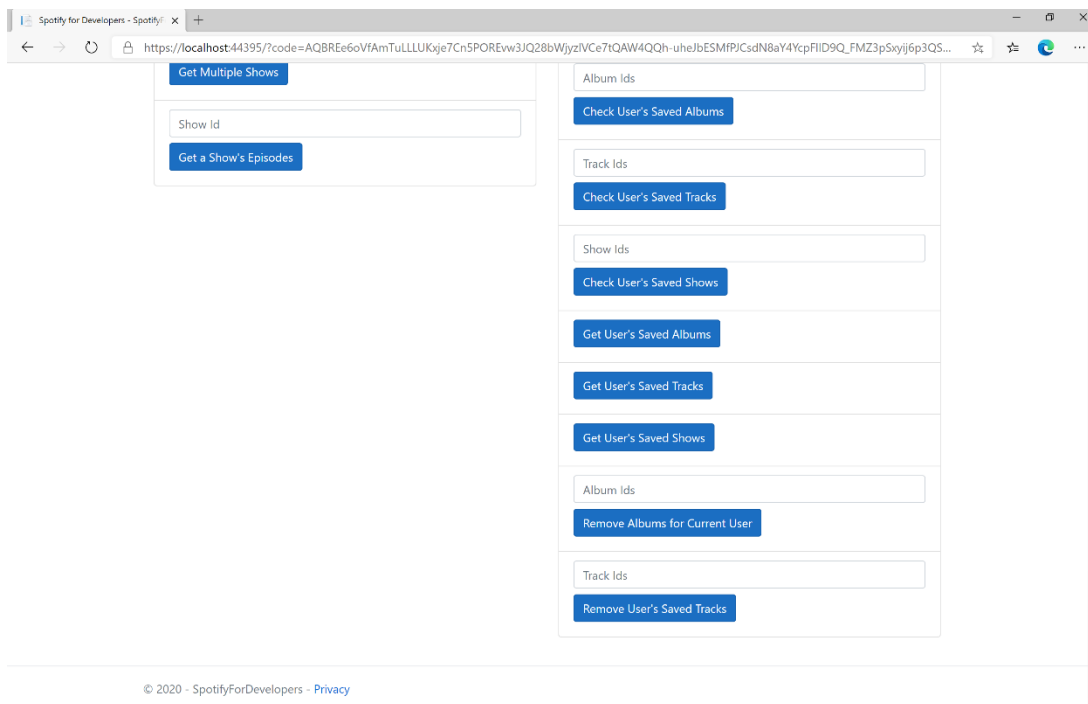 Spotify for Developers - Spotify
https://localhost:44395/?code=AQBREe6oVfAmTuLLLUKxje7Cn5POREvw3JQ28bWjyzlVCe7tQAW4QQh-uheJbESMfPJCsdN8aY4YcpFlID9Q_FMZ3pSxyij6p3QS...
Get Multiple Shows
Show Id
Get a Show's Episodes
Album Ids
Check User's Saved Albums
Track Ids
Check User's Saved Tracks
Show Ids
Check User's Saved Shows
Get User's Saved Albums
Get User's Saved Tracks
Get User's Saved Shows
Album Ids
Remove Albums for Current User
Track Ids
Remove User's Saved Tracks
© 2020 - SpotifyForDevelopers - Privacy